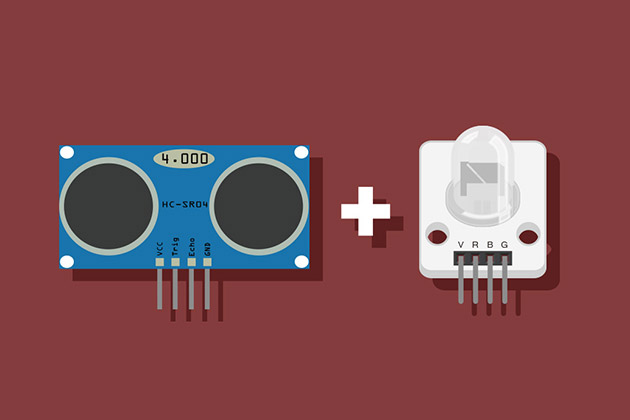 4.000
HC-SR04
VCC
Trig
Echo
GND
V R B G